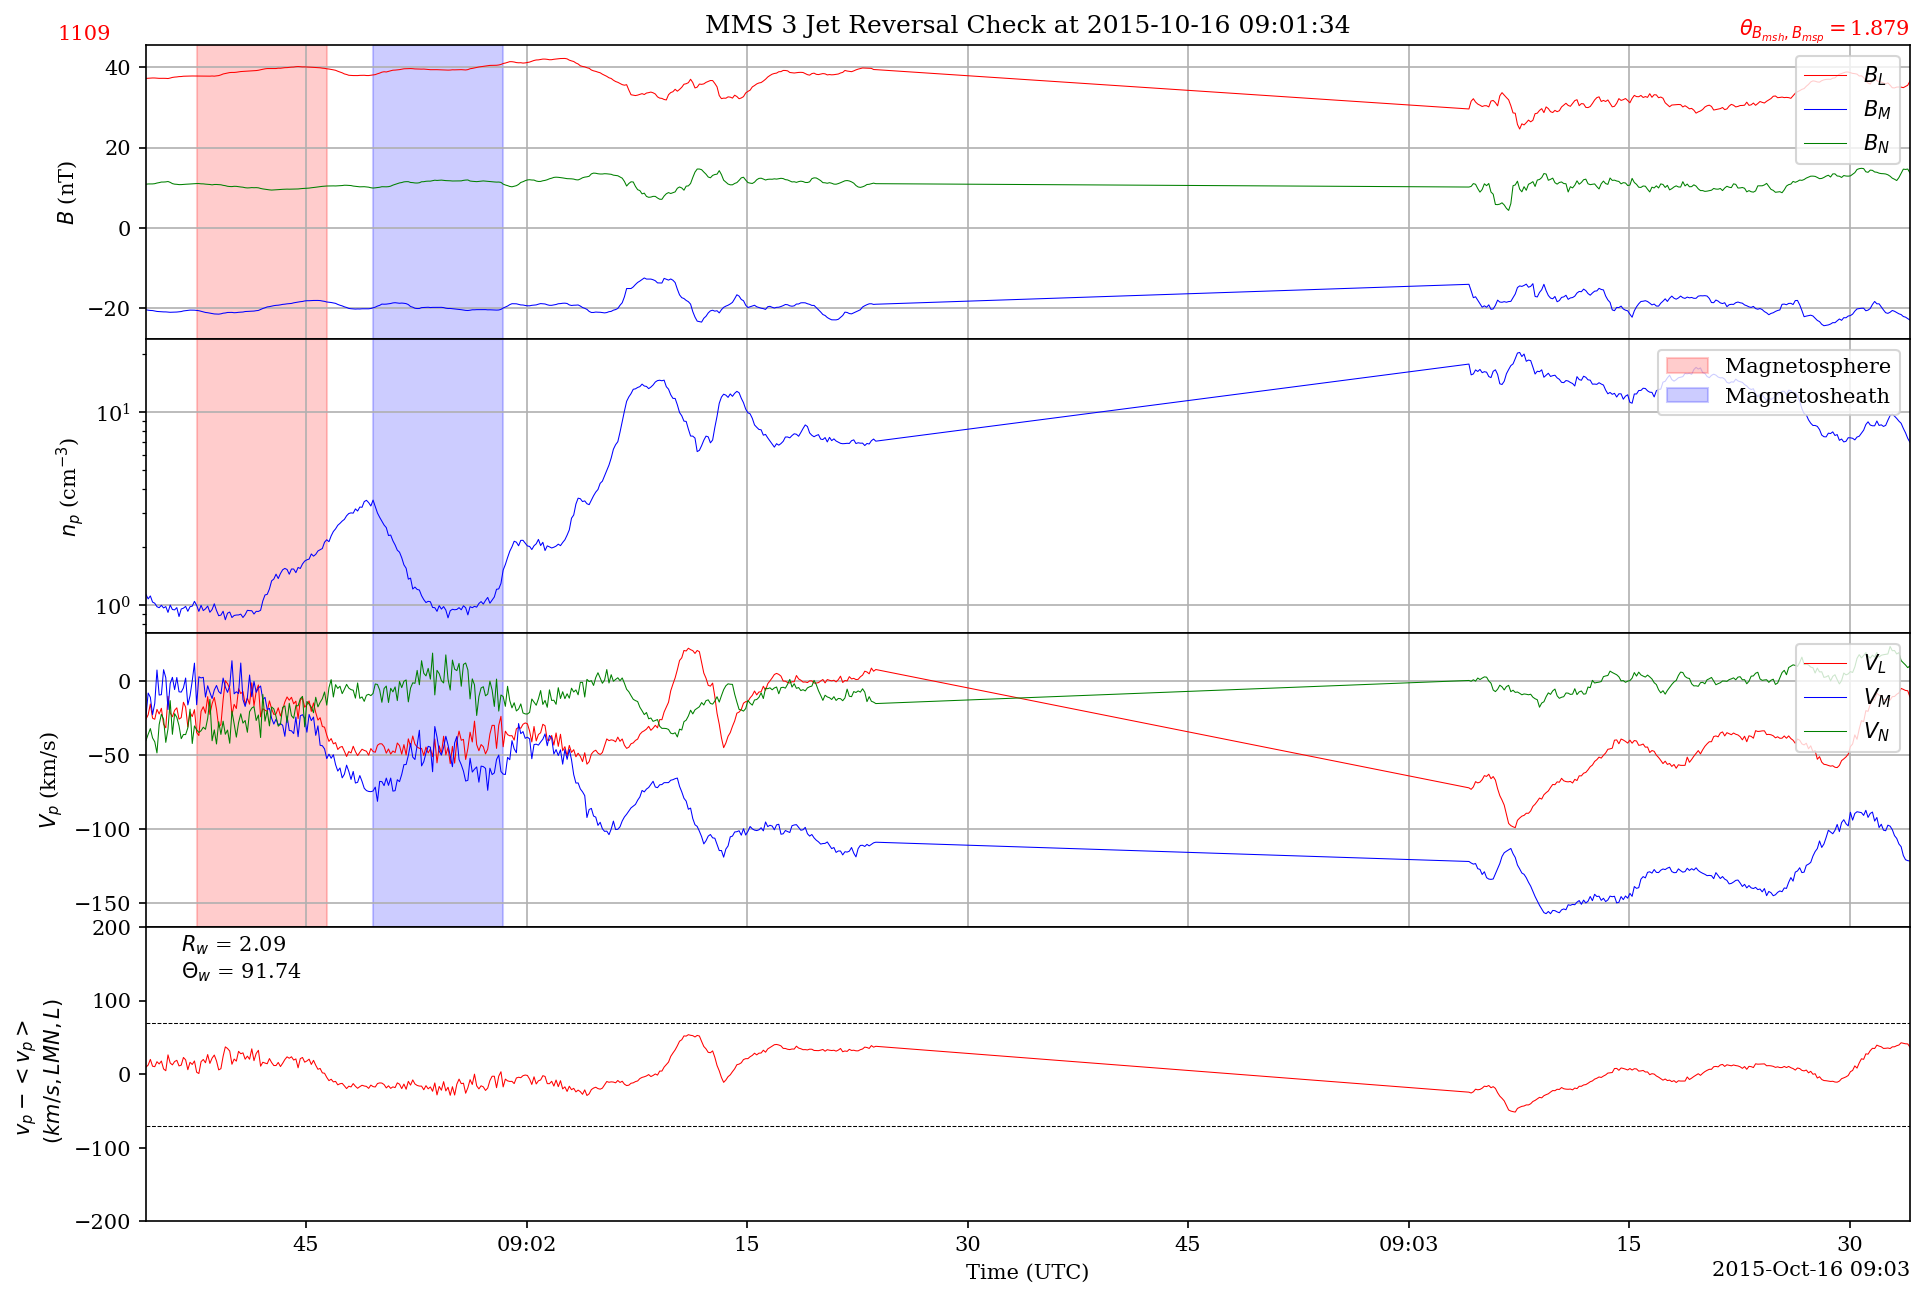 MMS 3 Jet Reversal Check at 2015-10-16 09:01:34
1109
θ_{B_{msh}, B_{msp}} = 1.879
B (nT)
40
20
0
−20
B_L
B_M
B_N
n_p (cm^{−3})
10^1
10^0
Magnetosphere
Magnetosheath
V_p (km/s)
0
−50
−100
−150
V_L
V_M
V_N
v_p − < v_p >
(km/s, LMN, L)
200
100
0
−100
−200
R_w = 2.09
Θ_w = 91.74
45 09:02 15 30 45 09:03 15 30
Time (UTC)
2015-Oct-16 09:03